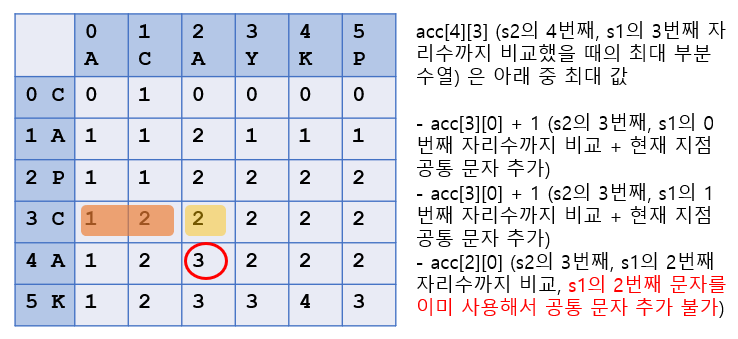 0 1 2 3 4 5
A C A Y K P
0 C 0 1 0 0 0 0
1 A 1 1 2 1 1 1
2 P 1 1 2 2 2 2
3 C 1 2 2 2 2 2
4 A 1 2 3 2 2 2
5 K 1 2 3 3 4 3
acc[4][3] (s2의 4번째, s1의 3번째 자
리수까지 비교했을 때의 최대 부분
수열) 은 아래 중 최대 값
- acc[3][0] + 1 (s2의 3번째, s1의 0
번째 자리수까지 비교 + 현재 지점
공통 문자 추가)
- acc[3][0] + 1 (s2의 3번째, s1의 1
번째 자리수까지 비교 + 현재 지점
공통 문자 추가)
- acc[2][0] (s2의 3번째, s1의 2번째
자리수까지 비교, s1의 2번째 문자를
이미 사용해서 공통 문자 추가 불가)